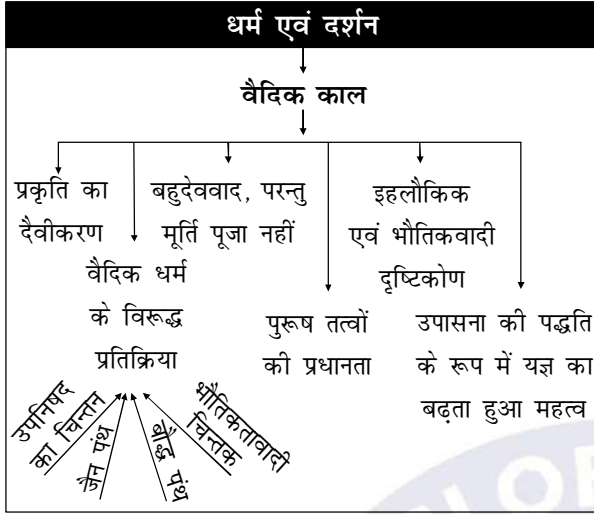 धर्म एवं दर्शन
वैदिक काल
प्रकृति का
दैवीकरण
वैदिक धर्म
के विरूद्ध
प्रतिक्रिया
बहुदेववाद, परन्तु
मूर्ति पूजा नहीं
पुरूष तत्वों
की प्रधानता
इहलौकिक
एवं भौतिकवादी
दृष्टिकोण
उपासना की पद्धति
के रूप में यज्ञ का
बढ़ता हुआ महत्व
उपनिषद
का चिन्तन
जैन पंथ
बौद्ध पंथ
भौतिकतावादी
चिन्तक
LOR